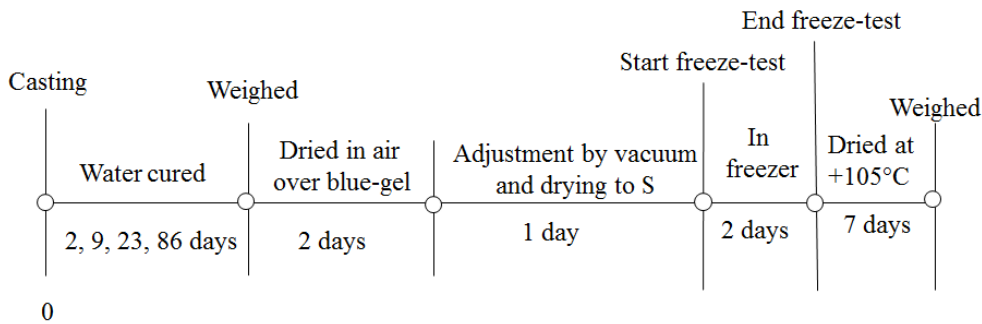 End freeze-test
Start freeze-test
Casting
Weighed
Weighed
Water cured
Dried in air
over blue-gel
Adjustment by vacuum
and drying to S
In
freezer
Dried at
+105°C
2, 9, 23, 86 days
2 days
1 day
2 days
7 days
0